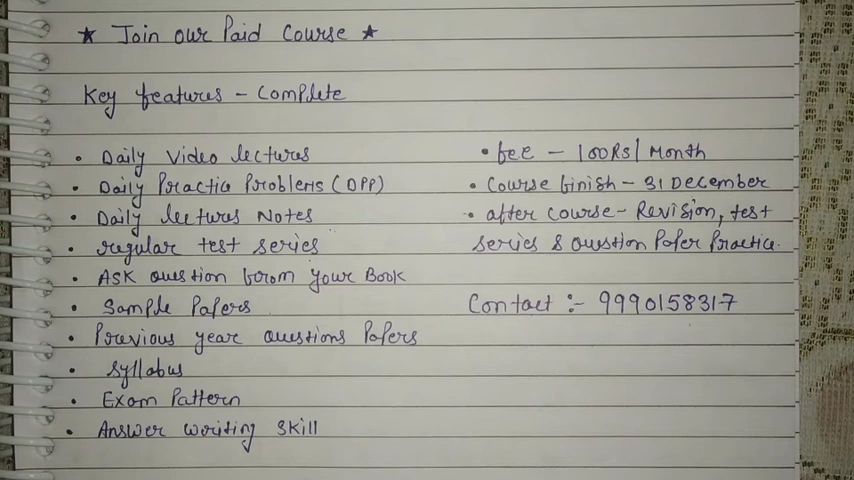 ★ Join our Paid Course ★
Key features - Complete
• Daily Video lectures
• Daily Practice Problems (DPP)
• Daily lectures Notes
• regular test series
• ASK question from your Book
• Sample Papers
• Previous year questions Papers
• syllabus
• Exam Pattern
• Answer writing skill
• fee - 100RS/Month
• Course finish - 31 December
• after course - Revision, test
series & question Paper Practice.
Contact :- 9990158317